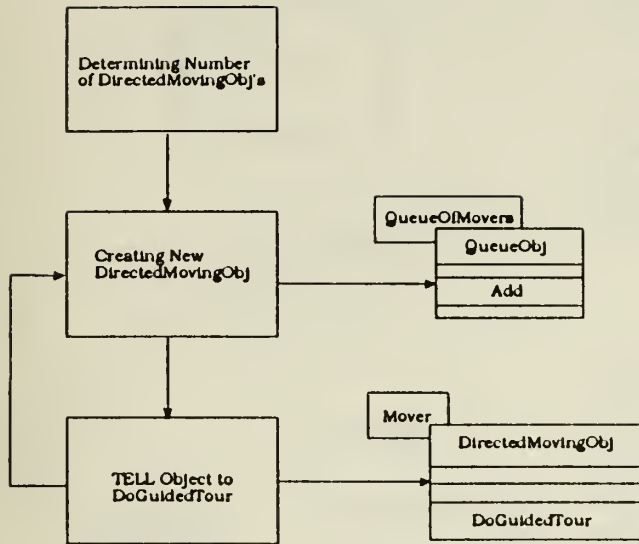 Determining Number
of DirectedMovingObj's
Creating New
DirectedMovingObj
QueueOfMovers
QueueObj
Add
TELL Object to
DoGuidedTour
Mover
DirectedMovingObj
DoGuidedTour